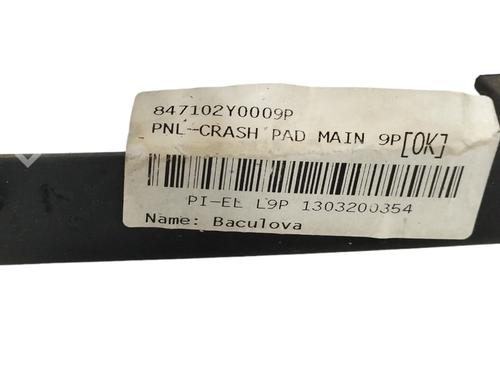 847102Y0009P
PNL-CRASH PAD MAIN 9P[OK]
PI-EL L9P 1303200354
Name: Baculova